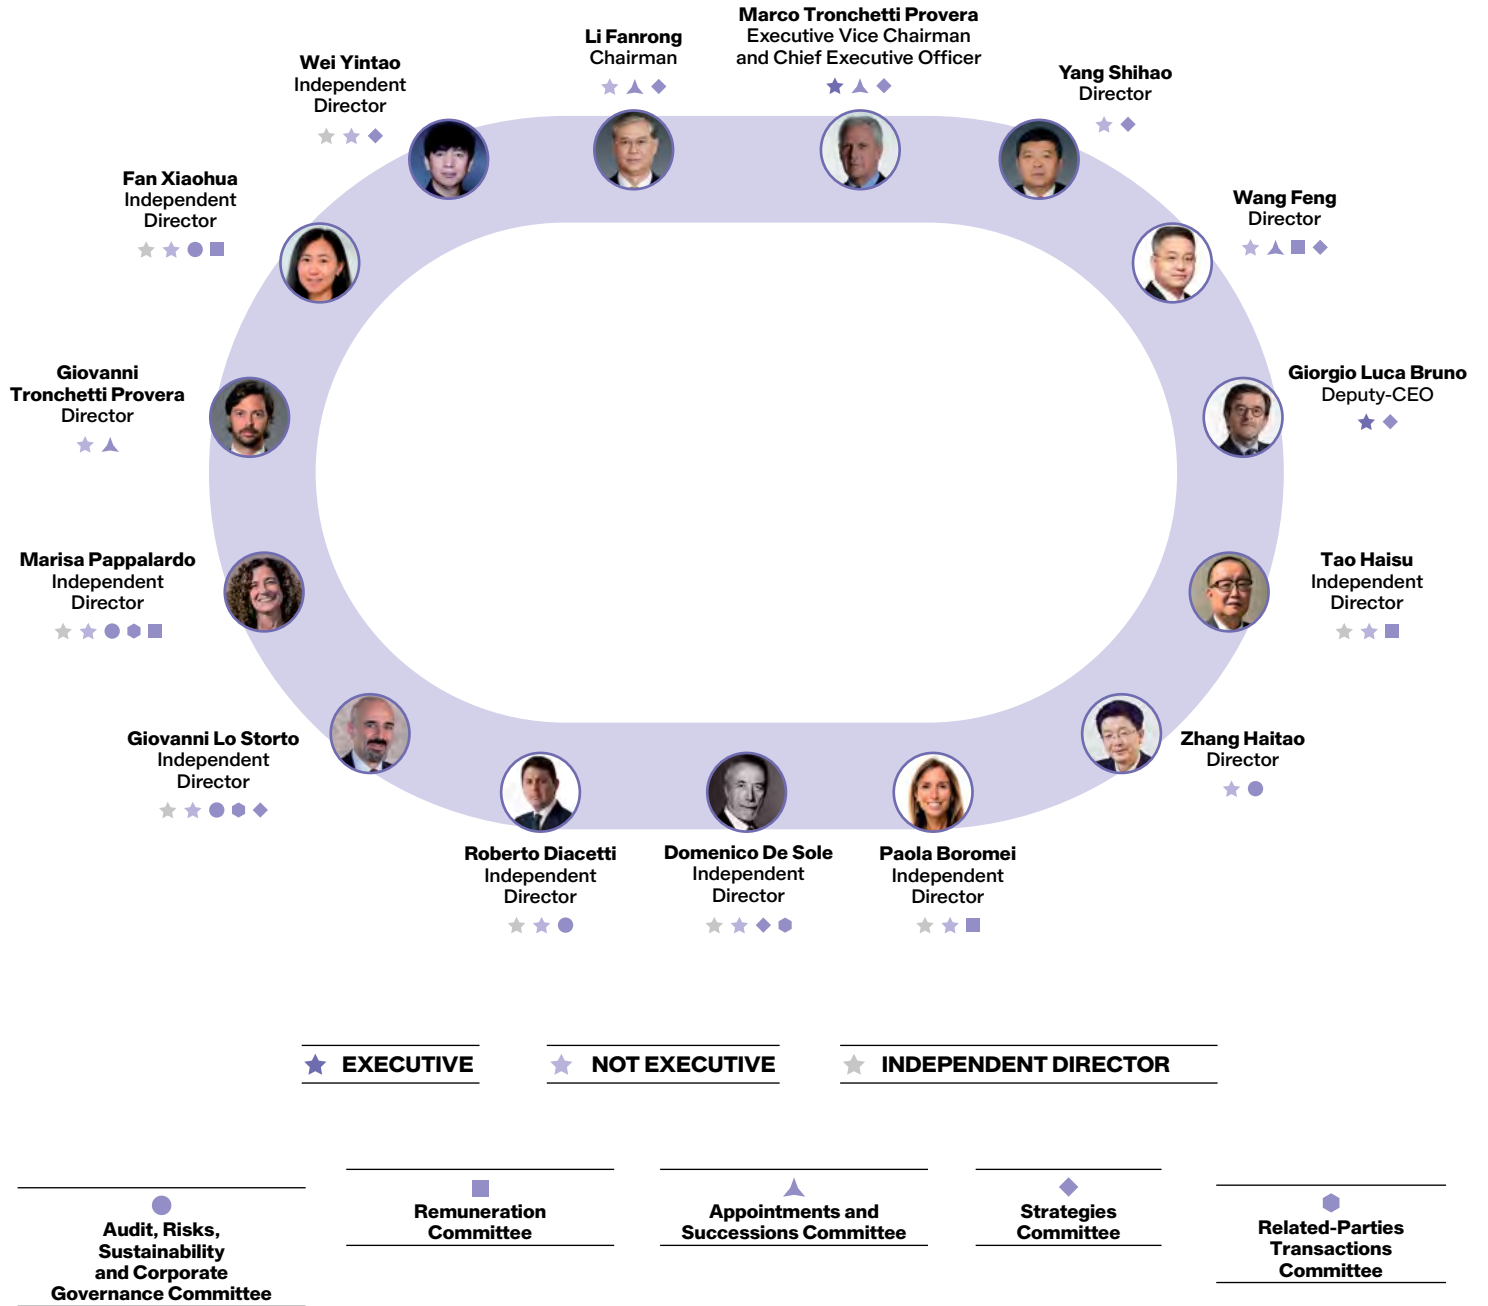 Marco Tronchetti Provera
Executive Vice Chairman
and Chief Executive Officer
Li Fanrong
Chairman
Wei Yintao
Independent
Director
Yang Shihao
Director
Fan Xiaohua
Independent
Director
Wang Feng
Director
Giovanni
Tronchetti Provera
Director
Giorgio Luca Bruno
Deputy-CEO
Marisa Pappalardo
Independent
Director
Tao Haisu
Independent
Director
Giovanni Lo Storto
Independent
Director
Zhang Haitao
Director
Roberto Diacetti
Independent
Director
Domenico De Sole
Independent
Director
Paola Boromei
Independent
Director
EXECUTIVE
NOT EXECUTIVE
INDEPENDENT DIRECTOR
Audit, Risks,
Sustainability
and Corporate
Governance Committee
Remuneration
Committee
Appointments and
Successions Committee
Strategies
Committee
Related-Parties
Transactions
Committee